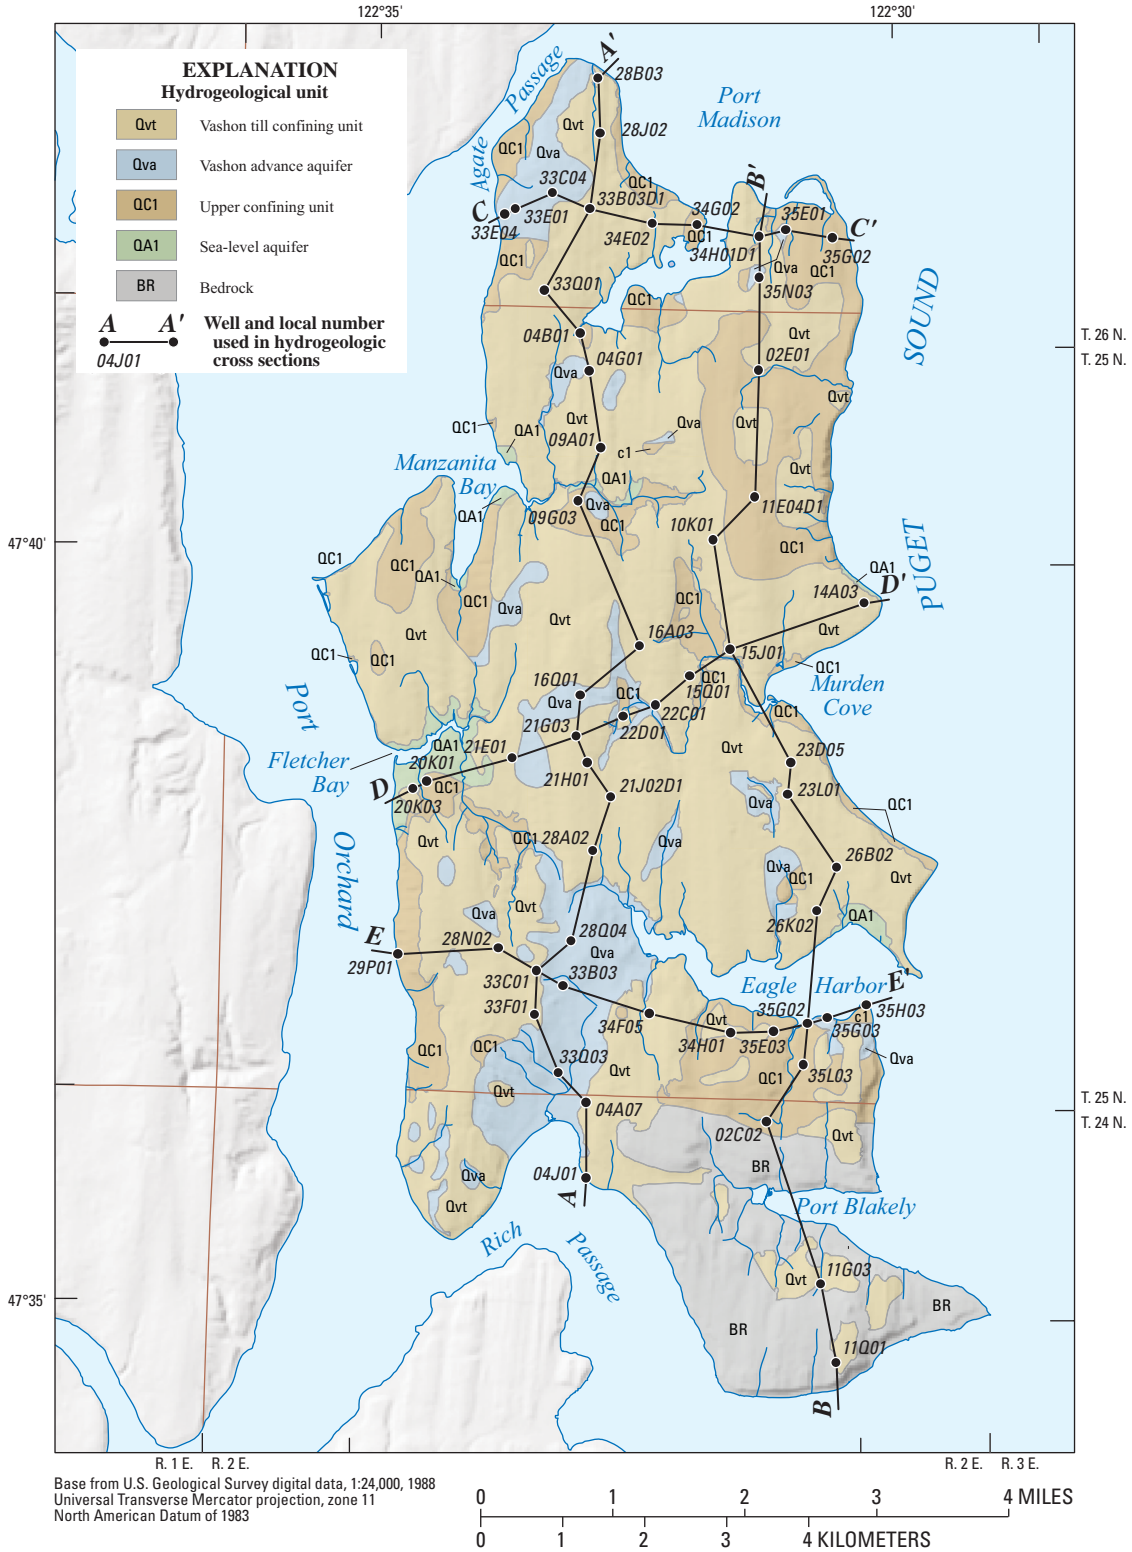 122°35'
122°30'
EXPLANATION
Hydrogeological unit
Qvt Vashon till confining unit
Qva Vashon advance aquifer
QC1 Upper confining unit
QA1 Sea-level aquifer
BR Bedrock
A A' Well and local number
used in hydrogeologic
04J01 cross sections
A'
28B03
Passage
Agate
Port
Madison
Qvt
28J02
QC1
Qva
33C04
QC1
B'
C
33E01
33E04
33B03D1
34G02
35E01
C'
34E02
QC1
34H01D1
35G02
Qva
QC1
QC1
33Q01
35N03
QC1
SOUND
04B01
Qvt
T. 26 N.
T. 25 N.
04G01
02E01
Qva
Qvt
Qvt
QC1
QA1
09A01
c1
Qva
Qvt
Manzanita
Bay
QA1
Qvt
QA1
09G03
Qva
QC1
10K01
11E04D1
PUGET
47°40'
QC1
QC1
QC1
QA1
QC1
Qva
QC1
QA1
14A03
D'
Qvt
Qvt
16A03
Qvt
QC1
QC1
15J01
QC1
Murden
Cove
16Q01
QC1
15Q01
Port
Qva
QC1
22C01
QC1
21G03
22D01
Qvt
Fletcher
Bay
QA1
21E01
20K01
21H01
23D05
D
QC1
20K03
21J02D1
23L01
Qva
QC1
Orchard
Qvt
QC1
28A02
Qva
26B02
Qva
QC1
Qvt
Qva
Qvt
26K02
QA1
E
28N02
28Q04
Qva
29P01
33C01
33B03
Eagle Harbor
E'
33F01
35G02
35H03
34F05
Qvt
c1
35G03
34H01
35E03
QC1
QC1
33Q03
Qva
35L03
Qvt
Qvt
QC1
04A07
T. 25 N.
T. 24 N.
02C02
Qvt
BR
04J01
Qva
A
Qvt
Port Blakely
Rich
Passage
Qvt
11G03
47°35'
BR
BR
11Q01
B
R. 1 E. R. 2 E.
R. 2 E. R. 3 E.
Base from U.S. Geological Survey digital data, 1:24,000, 1988
Universal Transverse Mercator projection, zone 11
North American Datum of 1983
0 1 2 3 4 MILES
0 1 2 3 4 KILOMETERS